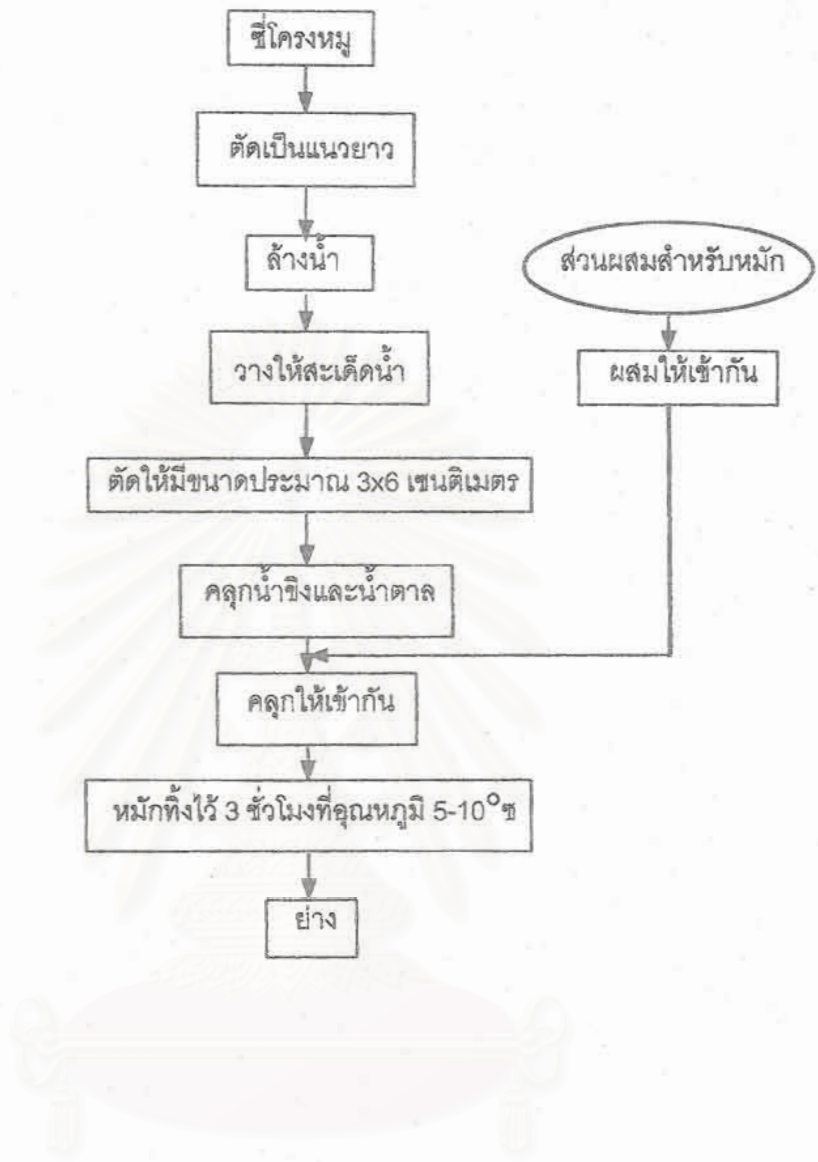 ซี่โครงหมู
ตัดเป็นแนวยาว
ล้างน้ำ
ส่วนผสมสำหรับหมัก
วางให้สะเด็ดน้ำ
ผสมให้เข้ากัน
ตัดให้มีขนาดประมาณ 3x6 เซนติเมตร
คลุกน้ำขิงและน้ำตาล
คลุกให้เข้ากัน
หมักทิ้งไว้ 3 ชั่วโมงที่อุณหภูมิ 5-10°ซ
ย่าง